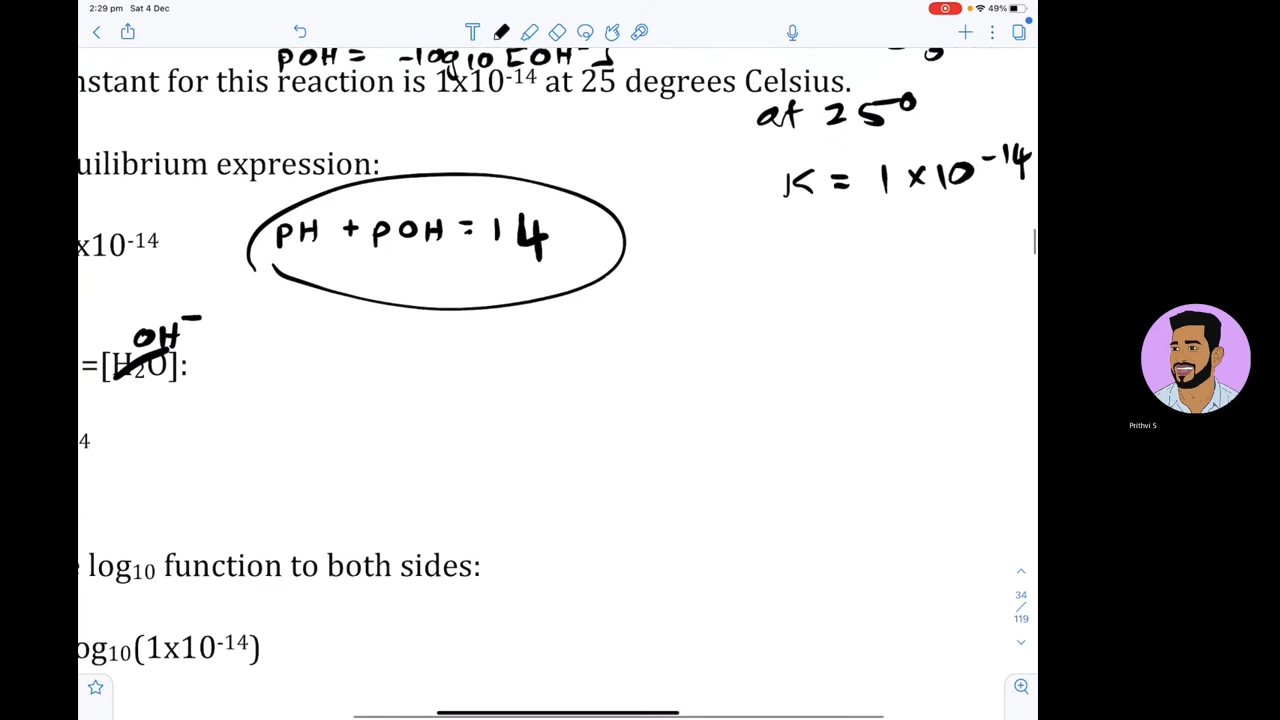 2:29 pm Sat 4 Dec
49%
pOH = -log10 [OH-]
nstant for this reaction is 1x10-14 at 25 degrees Celsius.
at 25°
uilibrium expression:
K = 1 × 10-14
pH + pOH = 14
x10-14
OH-
=[H2O]:
4
log10 function to both sides:
og10(1x10-14)
34
119
Prithvi S